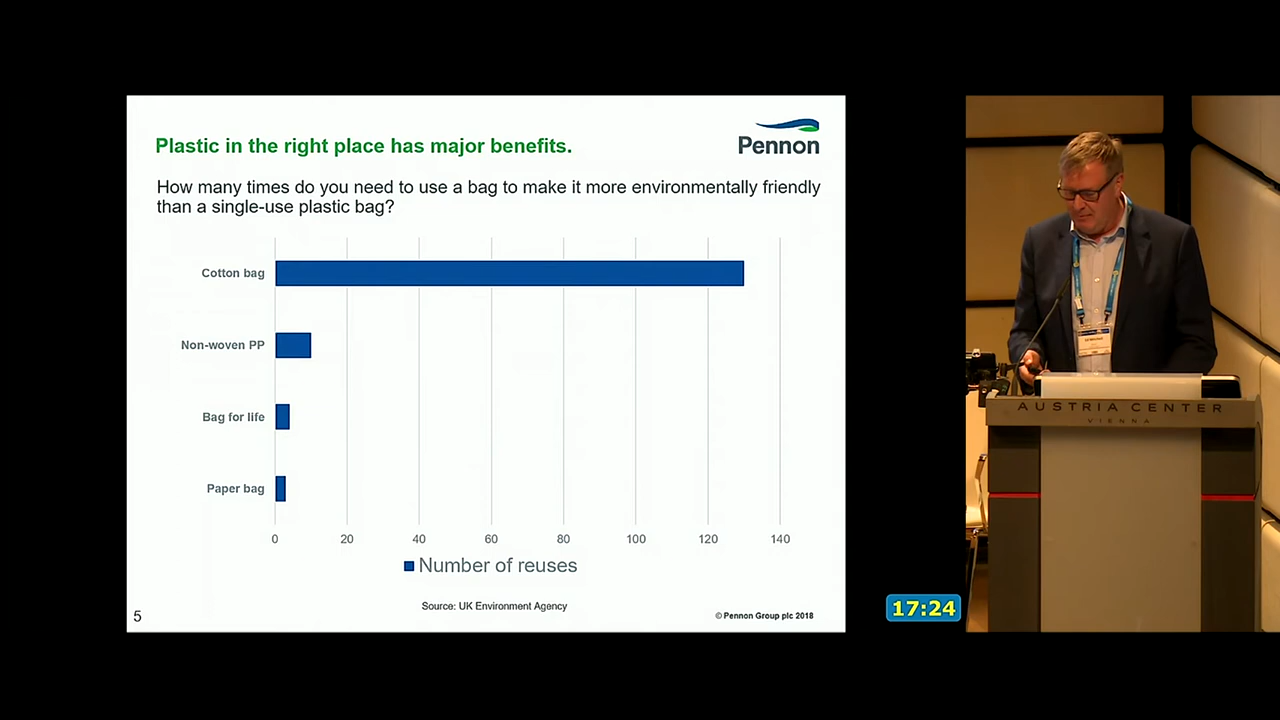 Plastic in the right place has major benefits.
Pennon
How many times do you need to use a bag to make it more environmentally friendly
than a single-use plastic bag?
Cotton bag
Non-woven PP
Bag for life
Paper bag
0 20 40 60 80 100 120 140
Number of reuses
Source: UK Environment Agency
5
© Pennon Group plc 2018
17:24
AUSTRIA CENTER
VIENNA